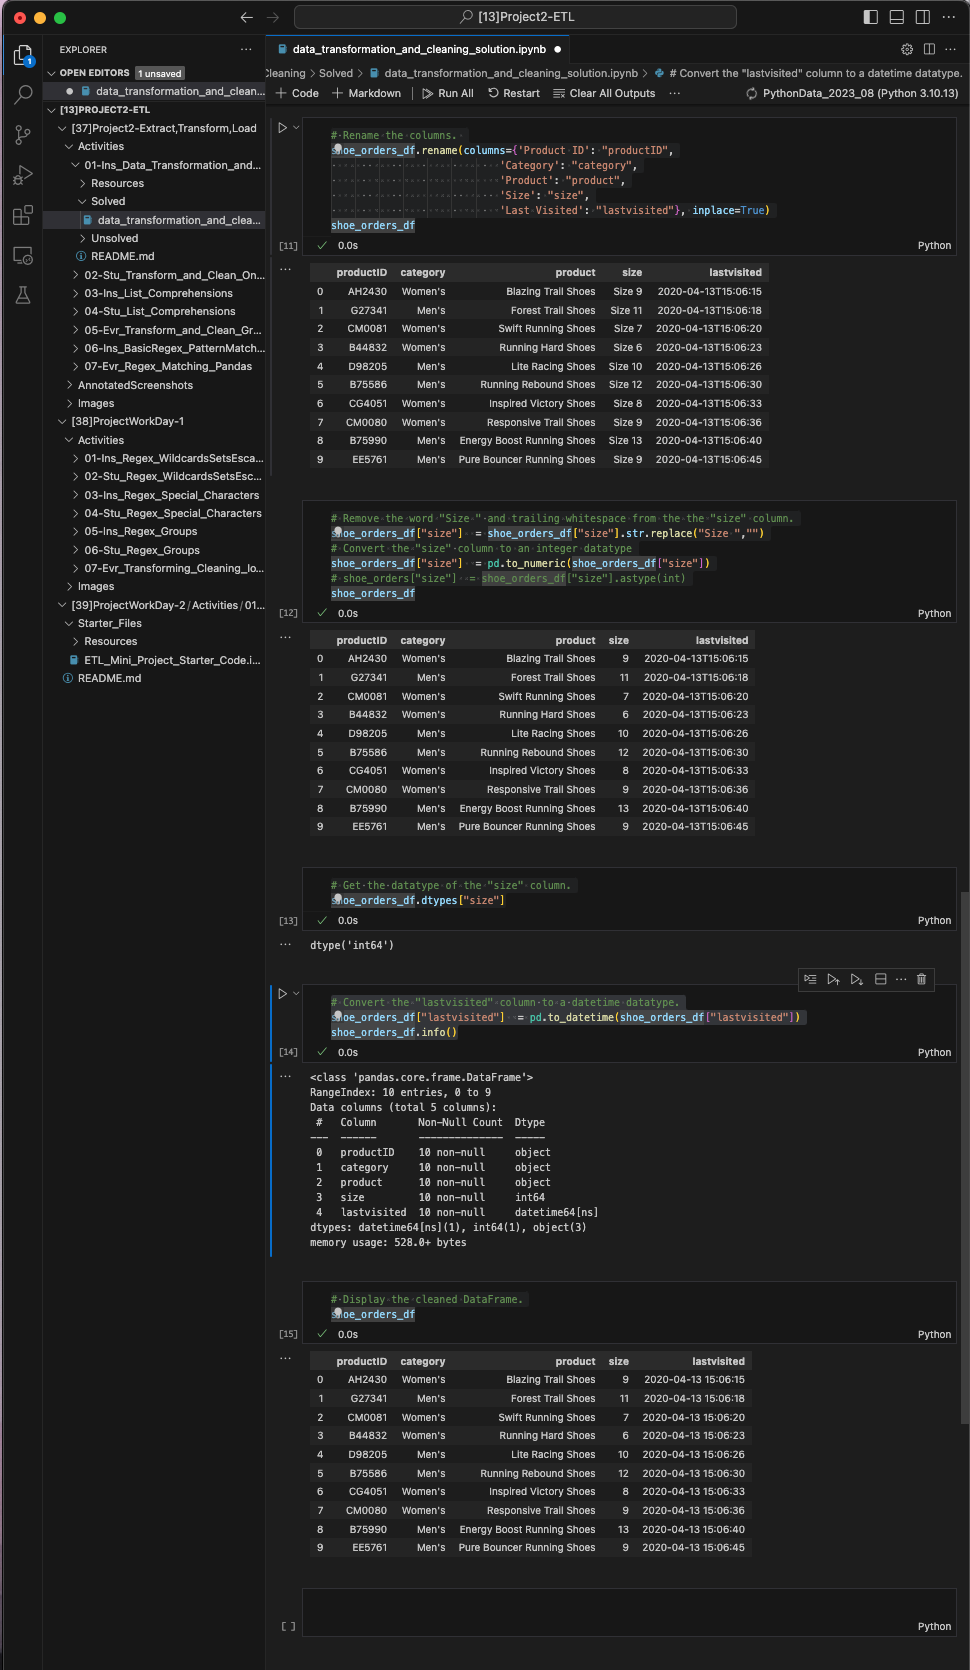 [13]Project2-ETL
EXPLORER
OPEN EDITORS 1 unsaved
data_transformation_and_clean...
[13]PROJECT2-ETL
[37]Project2-Extract,Transform,Load
Activities
01-Ins_Data_Transformation_and...
Resources
Solved
data_transformation_and_clea...
Unsolved
README.md
02-Stu_Transform_and_Clean_On...
03-Ins_List_Comprehensions
04-Stu_List_Comprehensions
05-Evr_Transform_and_Clean_Gr...
06-Ins_BasicRegex_PatternMatch...
07-Evr_Regex_Matching_Pandas
AnnotatedScreenshots
Images
[38]ProjectWorkDay-1
Activities
01-Ins_Regex_WildcardsSetsEsca...
02-Stu_Regex_WildcardsSetsEsc...
03-Ins_Regex_Special_Characters
04-Stu_Regex_Special_Characters
05-Ins_Regex_Groups
06-Stu_Regex_Groups
07-Evr_Transforming_Cleaning_lo...
Images
[39]ProjectWorkDay-2 / Activities / 01...
Starter_Files
Resources
ETL_Mini_Project_Starter_Code.i...
README.md
1
data_transformation_and_cleaning_solution.ipynb
Cleaning > Solved > data_transformation_and_cleaning_solution.ipynb > # Convert the "lastvisited" column to a datetime datatype.
+ Code + Markdown Run All Restart Clear All Outputs ... PythonData_2023_08 (Python 3.10.13)
# Rename the columns.
shoe_orders_df.rename(columns={'Product ID': "productID",
'Category': "category",
'Product': "product",
'Size': "size",
'Last Visited': "lastvisited"}, inplace=True)
shoe_orders_df
[11] 0.0s Python
productID category product size lastvisited
0 AH2430 Women's Blazing Trail Shoes Size 9 2020-04-13T15:06:15
1 G27341 Men's Forest Trail Shoes Size 11 2020-04-13T15:06:18
2 CM0081 Women's Swift Running Shoes Size 7 2020-04-13T15:06:20
3 B44832 Women's Running Hard Shoes Size 6 2020-04-13T15:06:23
4 D98205 Men's Lite Racing Shoes Size 10 2020-04-13T15:06:26
5 B75586 Men's Running Rebound Shoes Size 12 2020-04-13T15:06:30
6 CG4051 Women's Inspired Victory Shoes Size 8 2020-04-13T15:06:33
7 CM0080 Women's Responsive Trail Shoes Size 9 2020-04-13T15:06:36
8 B75990 Men's Energy Boost Running Shoes Size 13 2020-04-13T15:06:40
9 EE5761 Men's Pure Bouncer Running Shoes Size 9 2020-04-13T15:06:45
# Remove the word "Size " and trailing whitespace from the the "size" column.
shoe_orders_df["size"] = shoe_orders_df["size"].str.replace("Size ","")
# Convert the "size" column to an integer datatype
shoe_orders_df["size"] = pd.to_numeric(shoe_orders_df["size"])
# shoe_orders["size"] = shoe_orders_df["size"].astype(int)
shoe_orders_df
[12] 0.0s Python
productID category product size lastvisited
0 AH2430 Women's Blazing Trail Shoes 9 2020-04-13T15:06:15
1 G27341 Men's Forest Trail Shoes 11 2020-04-13T15:06:18
2 CM0081 Women's Swift Running Shoes 7 2020-04-13T15:06:20
3 B44832 Women's Running Hard Shoes 6 2020-04-13T15:06:23
4 D98205 Men's Lite Racing Shoes 10 2020-04-13T15:06:26
5 B75586 Men's Running Rebound Shoes 12 2020-04-13T15:06:30
6 CG4051 Women's Inspired Victory Shoes 8 2020-04-13T15:06:33
7 CM0080 Women's Responsive Trail Shoes 9 2020-04-13T15:06:36
8 B75990 Men's Energy Boost Running Shoes 13 2020-04-13T15:06:40
9 EE5761 Men's Pure Bouncer Running Shoes 9 2020-04-13T15:06:45
# Get the datatype of the "size" column.
shoe_orders_df.dtypes["size"]
[13] 0.0s Python
dtype('int64')
# Convert the "lastvisited" column to a datetime datatype.
shoe_orders_df["lastvisited"] = pd.to_datetime(shoe_orders_df["lastvisited"])
shoe_orders_df.info()
[14] 0.0s Python
<class 'pandas.core.frame.DataFrame'>
RangeIndex: 10 entries, 0 to 9
Data columns (total 5 columns):
# Column Non-Null Count Dtype
--- ------ -------------- -----
0 productID 10 non-null object
1 category 10 non-null object
2 product 10 non-null object
3 size 10 non-null int64
4 lastvisited 10 non-null datetime64[ns]
dtypes: datetime64[ns](1), int64(1), object(3)
memory usage: 528.0+ bytes
# Display the cleaned DataFrame.
shoe_orders_df
[15] 0.0s Python
productID category product size lastvisited
0 AH2430 Women's Blazing Trail Shoes 9 2020-04-13 15:06:15
1 G27341 Men's Forest Trail Shoes 11 2020-04-13 15:06:18
2 CM0081 Women's Swift Running Shoes 7 2020-04-13 15:06:20
3 B44832 Women's Running Hard Shoes 6 2020-04-13 15:06:23
4 D98205 Men's Lite Racing Shoes 10 2020-04-13 15:06:26
5 B75586 Men's Running Rebound Shoes 12 2020-04-13 15:06:30
6 CG4051 Women's Inspired Victory Shoes 8 2020-04-13 15:06:33
7 CM0080 Women's Responsive Trail Shoes 9 2020-04-13 15:06:36
8 B75990 Men's Energy Boost Running Shoes 13 2020-04-13 15:06:40
9 EE5761 Men's Pure Bouncer Running Shoes 9 2020-04-13 15:06:45
[ ] Python